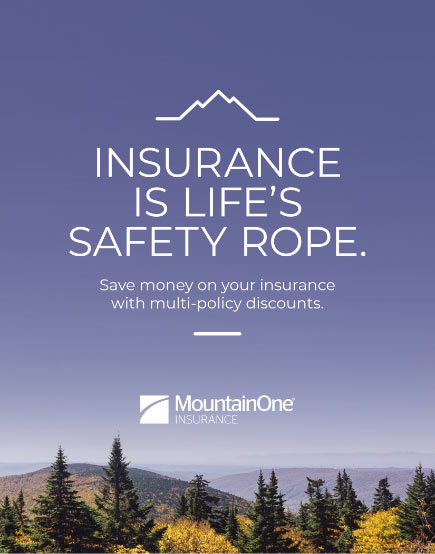 INSURANCE
IS LIFE’S
SAFETY ROPE.
Save money on your insurance
with multi-policy discounts.
MountainOne®
INSURANCE